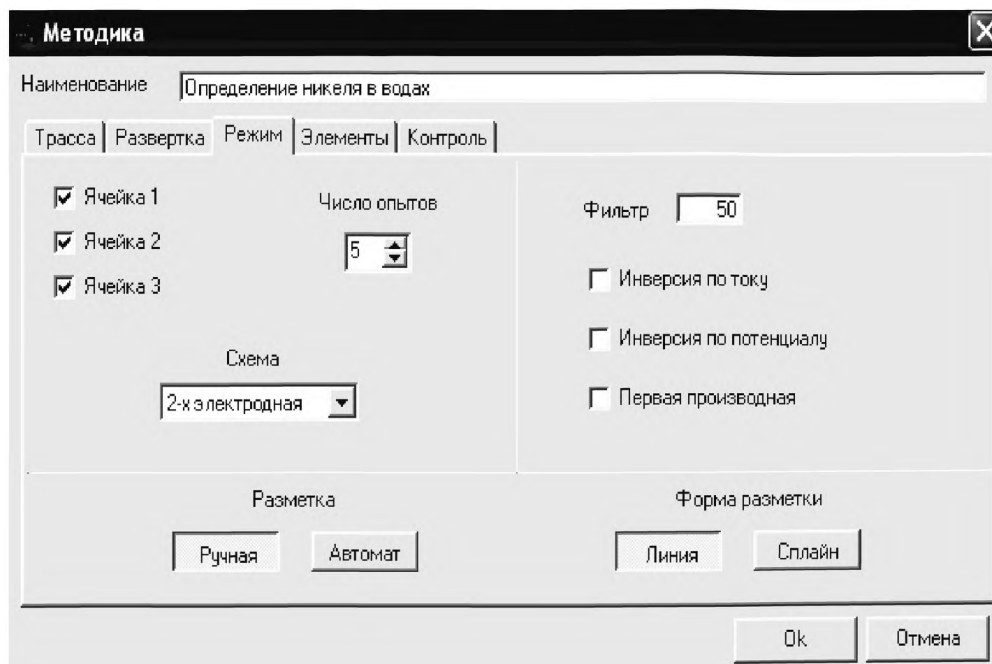 Методика
Наименование Определение никеля в водах
Трасса Развертка Режим Элементы Контроль
Ячейка 1
Ячейка 2
Ячейка 3
Число опытов
5
Схема
2-х электродная
Фильтр 50
Инверсия по току
Инверсия по потенциалу
Первая производная
Разметка
Ручная Автомат
Форма разметки
Линия Сплайн
Ok Отмена